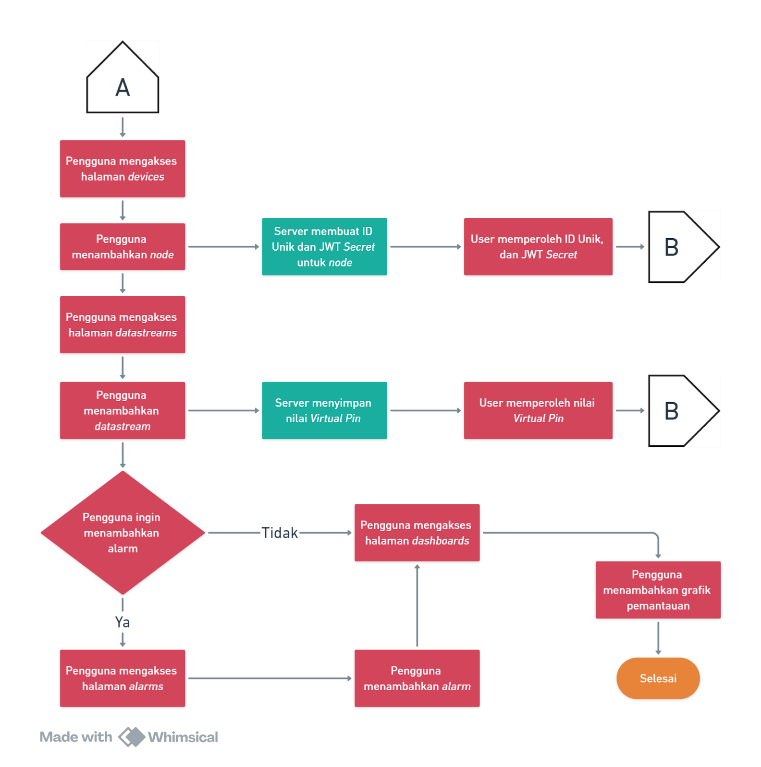 A
Pengguna mengakses
halaman devices
Pengguna
menambahkan node
Server membuat ID
Unik dan JWT Secret
untuk node
User memperoleh ID Unik,
dan JWT Secret
B
Pengguna mengakses
halaman datastreams
Pengguna
menambahkan
datastream
Server menyimpan
nilai Virtual Pin
User memperoleh nilai
Virtual Pin
B
Pengguna ingin
menambahkan
alarm
Tidak
Pengguna mengakses
halaman dashboards
Pengguna
menambahkan grafik
pemantauan
Ya
Pengguna mengakses
halaman alarms
Pengguna
menambahkan alarm
Selesai
Made with Whimsical